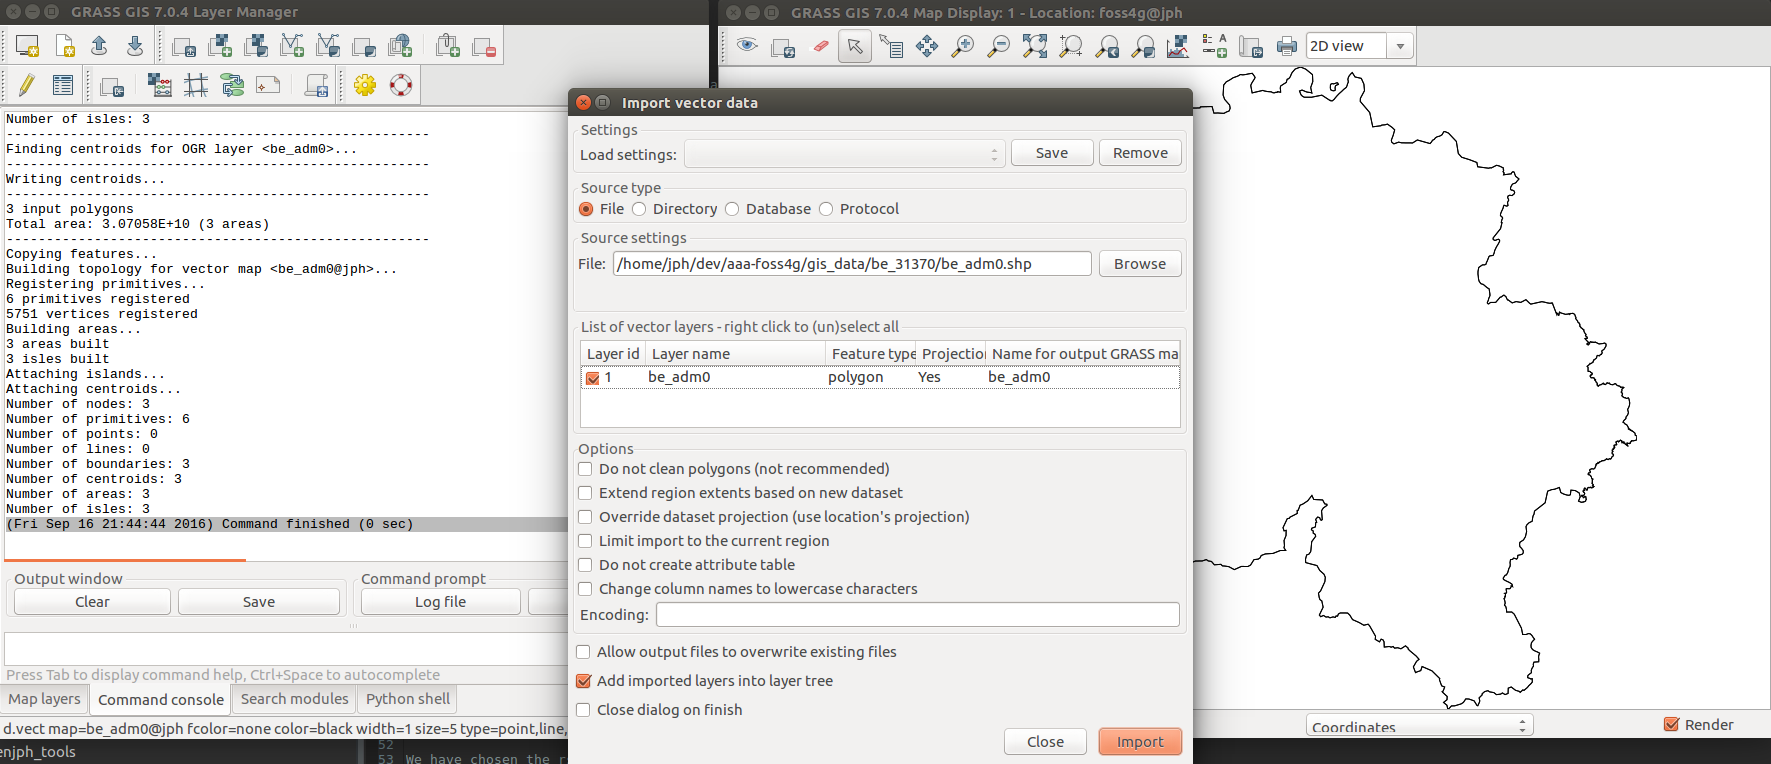 GRASS GIS 7.0.4 Layer Manager
GRASS GIS 7.0.4 Map Display: 1 - Location: foss4g@jph
2D view
Number of isles: 3
-----------------------------------------------------
Finding centroids for OGR layer <be_adm0>...
-----------------------------------------------------
Writing centroids...
-----------------------------------------------------
3 input polygons
Total area: 3.07058E+10 (3 areas)
-----------------------------------------------------
Copying features...
Building topology for vector map <be_adm0@jph>...
Registering primitives...
6 primitives registered
5751 vertices registered
Building areas...
3 areas built
3 isles built
Attaching islands...
Attaching centroids...
Number of nodes: 3
Number of primitives: 6
Number of points: 0
Number of lines: 0
Number of boundaries: 3
Number of centroids: 3
Number of areas: 3
Number of isles: 3
(Fri Sep 16 21:44:44 2016) Command finished (0 sec)
Output window
Clear
Save
Command prompt
Log file
Press Tab to display command help, Ctrl+Space to autocomplete
Map layers
Command console
Search modules
Python shell
d.vect map=be_adm0@jph fcolor=none color=black width=1 size=5 type=point,line,
enjph_tools
52
53 We have chosen the r
Import vector data
Settings
Load settings:
Save
Remove
Source type
File
Directory
Database
Protocol
Source settings
File: /home/jph/dev/aaa-foss4g/gis_data/be_31370/be_adm0.shp
Browse
List of vector layers - right click to (un)select all
Layer id Layer name Feature type Projection Name for output GRASS ma
1 be_adm0 polygon Yes be_adm0
Options
Do not clean polygons (not recommended)
Extend region extents based on new dataset
Override dataset projection (use location's projection)
Limit import to the current region
Do not create attribute table
Change column names to lowercase characters
Encoding:
Allow output files to overwrite existing files
Add imported layers into layer tree
Close dialog on finish
Close
Import
Coordinates
Render